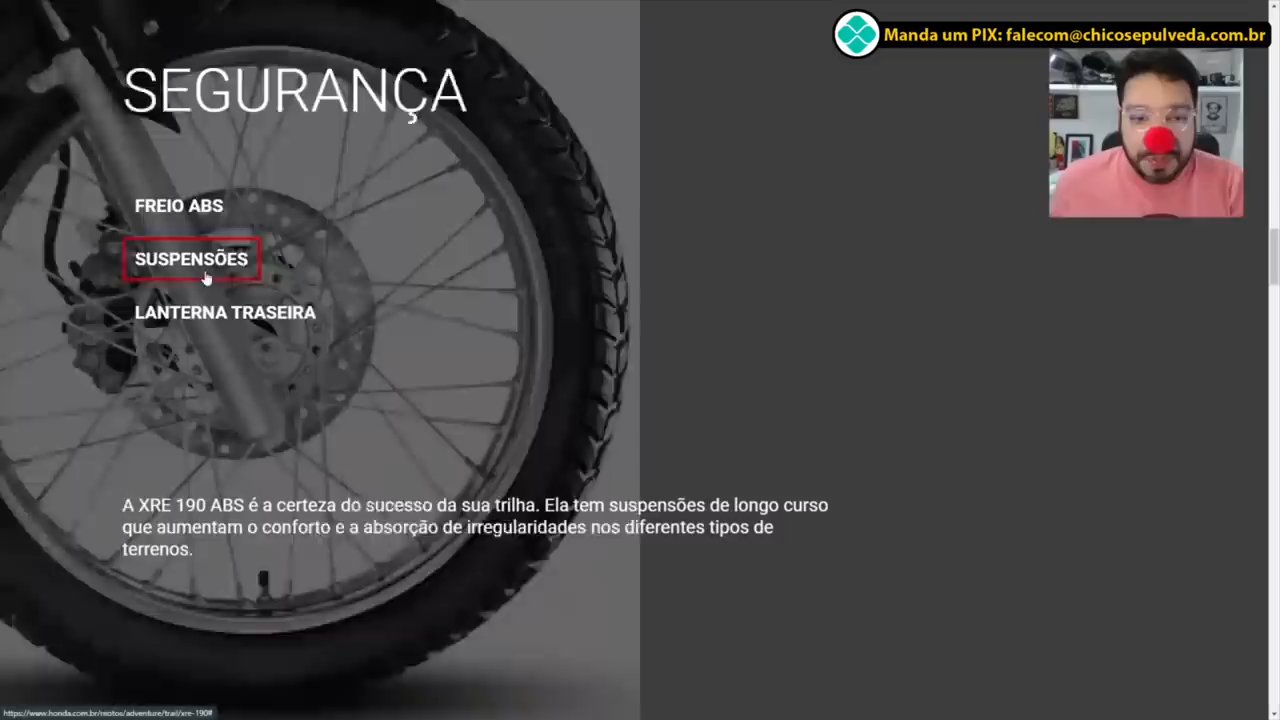 Manda um PIX: falecom@chicosepulveda.com.br
SEGURANÇA
FREIO ABS
SUSPENSÕES
LANTERNA TRASEIRA
A XRE 190 ABS é a certeza do sucesso da sua trilha. Ela tem suspensões de longo curso
que aumentam o conforto e a absorção de irregularidades nos diferentes tipos de
terrenos.
https://www.honda.com.br/motos/adventure/trail/xre-190#